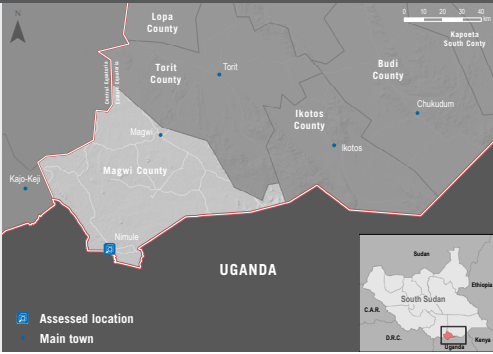 N
0 10 20 30 40
Km
Lopa
County
Kapoeta
South Conty
Central Equatoria
Eastern Equatoria
Torit
County
Torit
Budi
County
Chukudum
Ikotos
County
Magwi
Ikotos
Magwi County
Kajo-Keji
Nimule
UGANDA
Sudan
Ethiopia
South Sudan
C.A.R.
D.R.C.
Uganda
Kenya
Assessed location
Main town